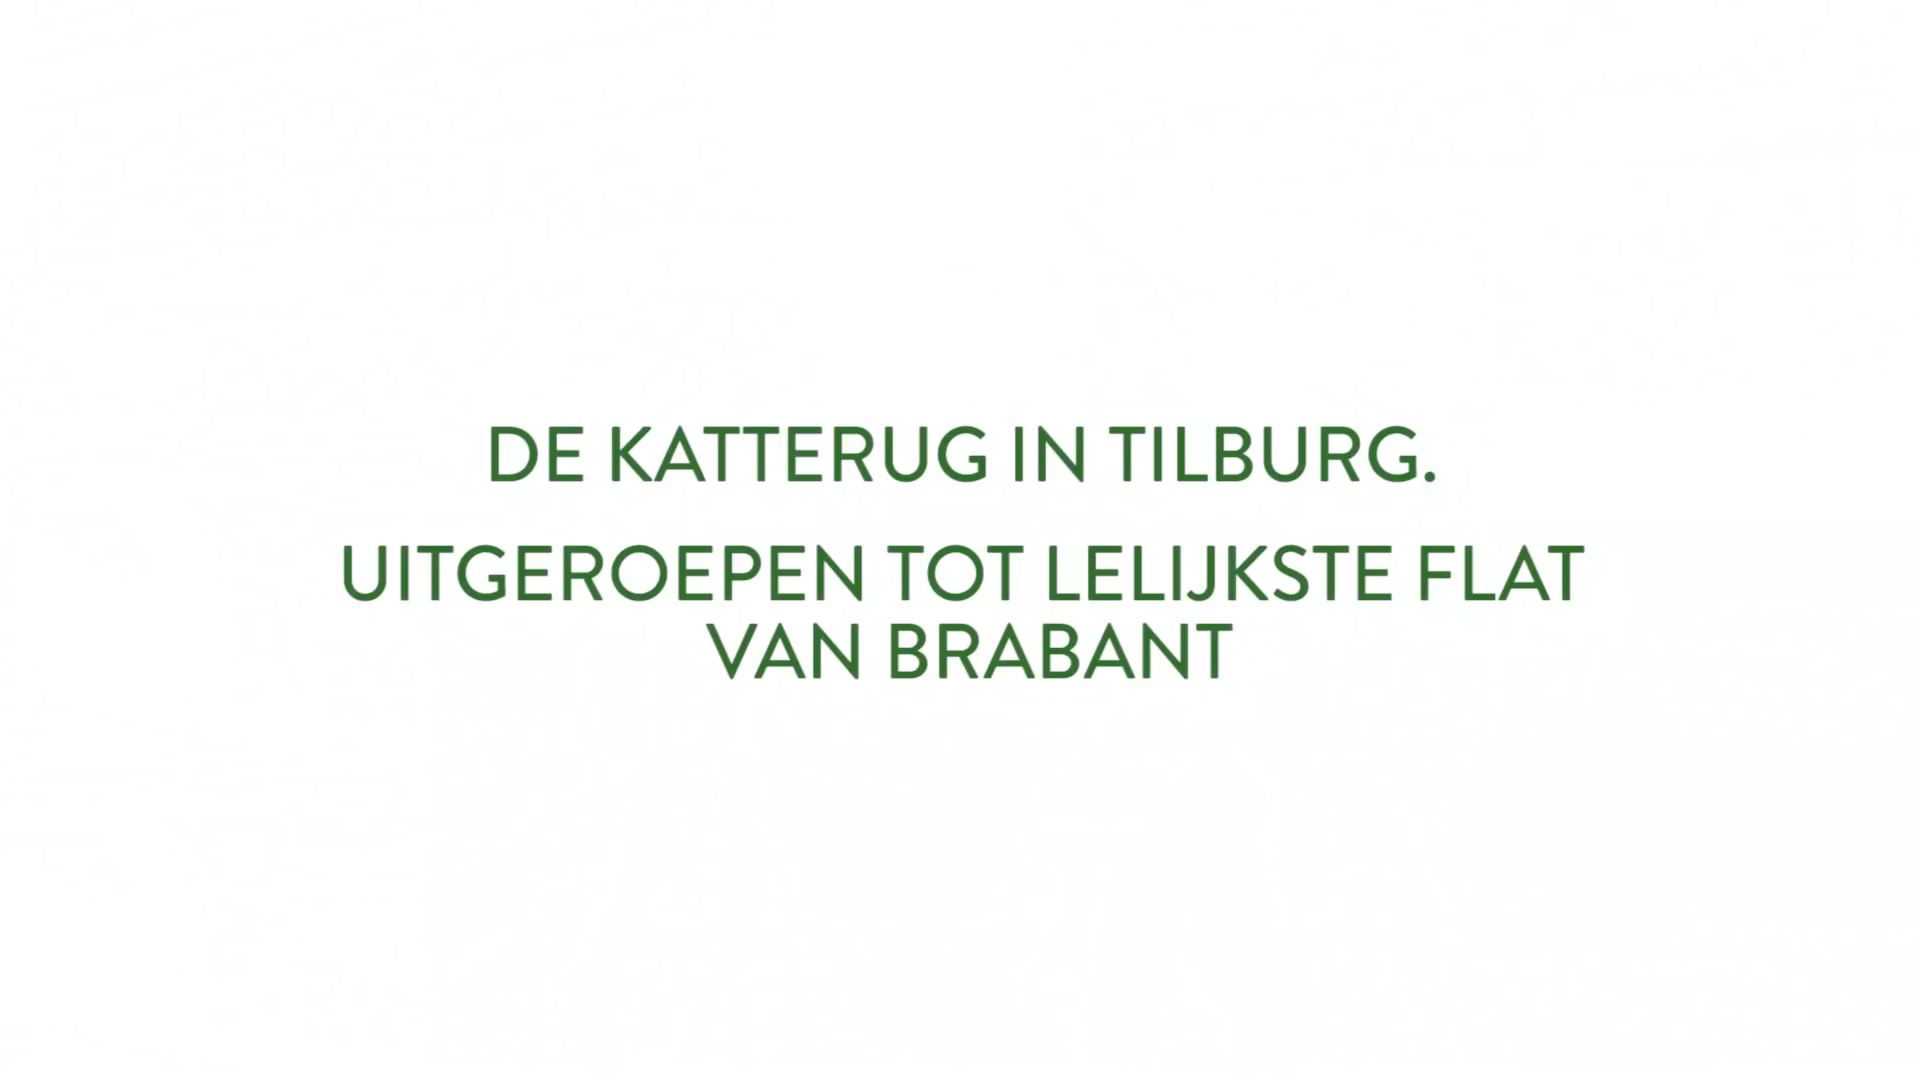 DE KATTERUG IN TILBURG.
UITGEROEPEN TOT LELIJKSTE FLAT
VAN BRABANT